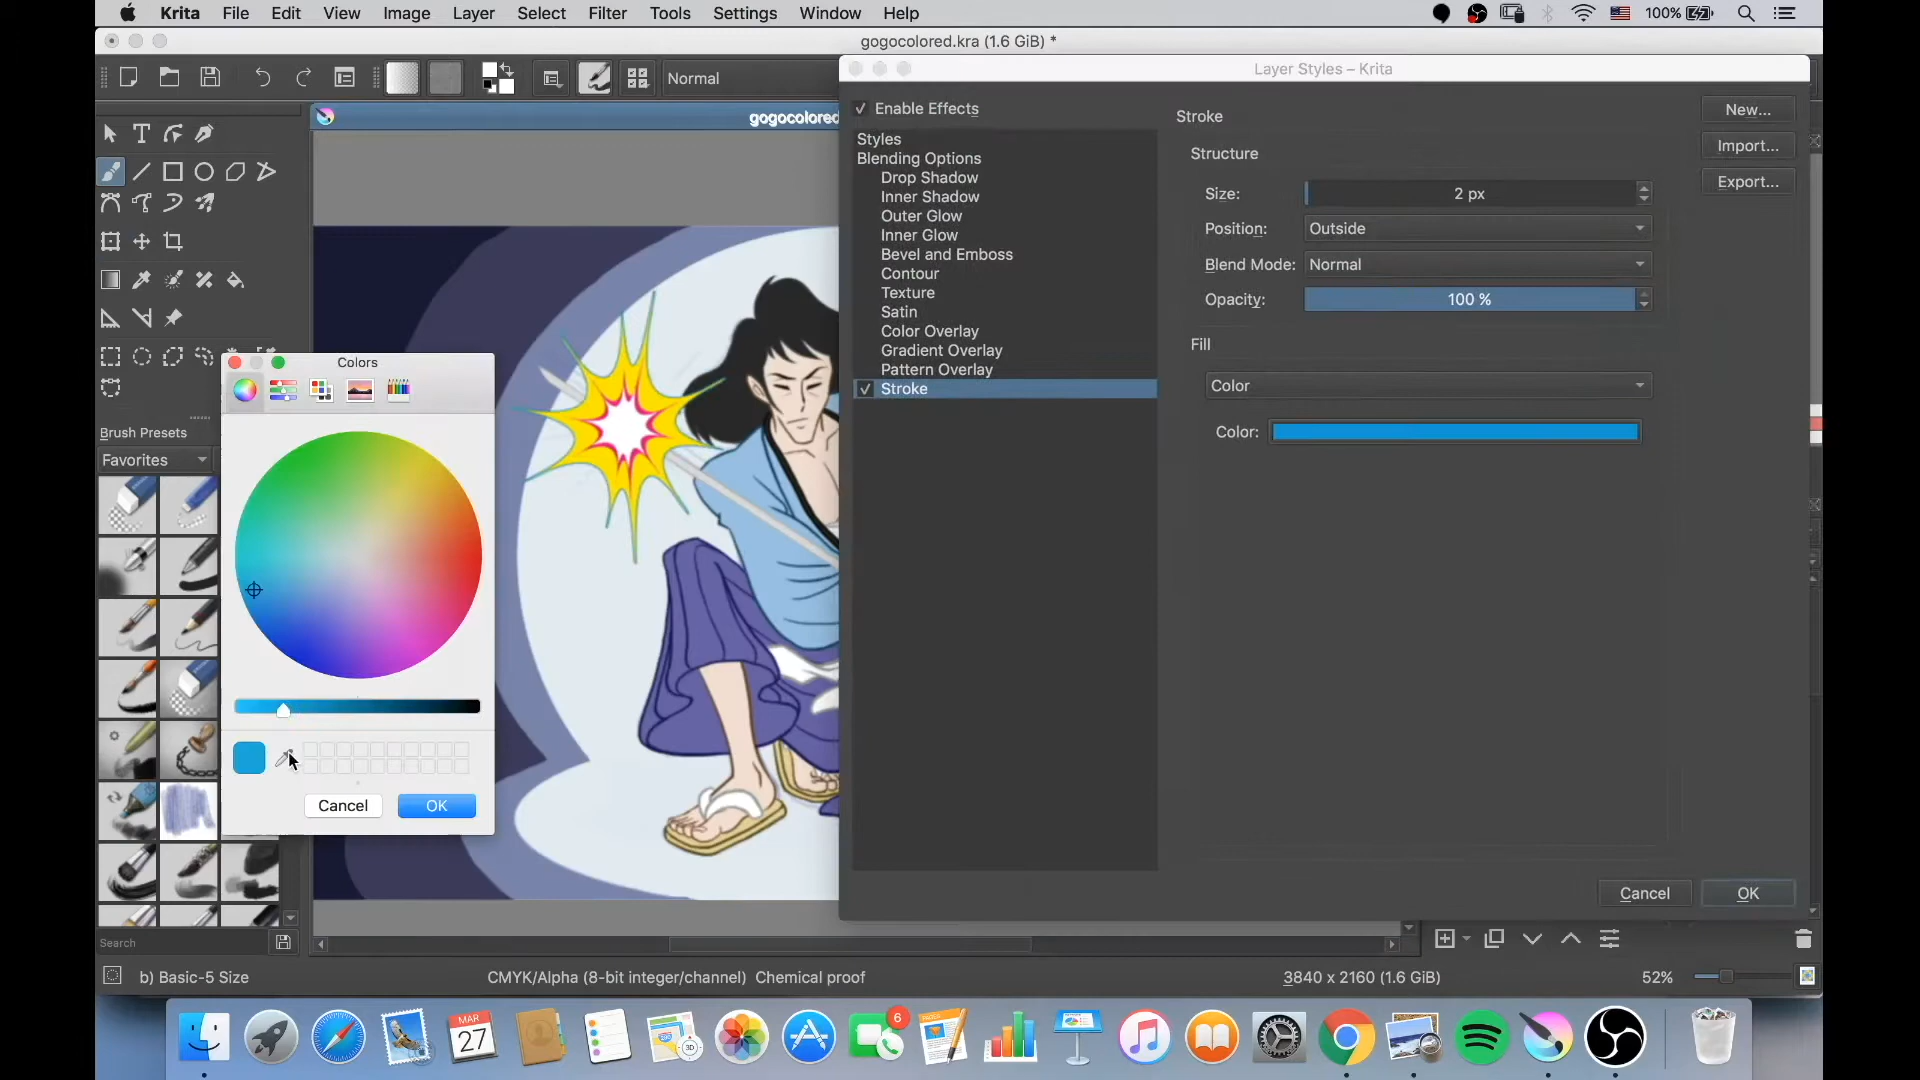 Krita File Edit View Image Layer Select Filter Tools Settings Window Help 100%
gogocolored.kra (1.6 GiB) *
Normal
Layer Styles – Krita
gogocolored
Enable Effects
Styles
Blending Options
Drop Shadow
Inner Shadow
Outer Glow
Inner Glow
Bevel and Emboss
Contour
Texture
Satin
Color Overlay
Gradient Overlay
Pattern Overlay
Stroke
Stroke
Structure
Size: 2 px
Position: Outside
Blend Mode: Normal
Opacity: 100 %
Fill
Color
Color:
New...
Import...
Export...
Cancel OK
Colors
Cancel OK
Brush Presets
Favorites
Search
b) Basic-5 Size
CMYK/Alpha (8-bit integer/channel) Chemical proof
3840 x 2160 (1.6 GiB)
52%
MAR
27
3D
6